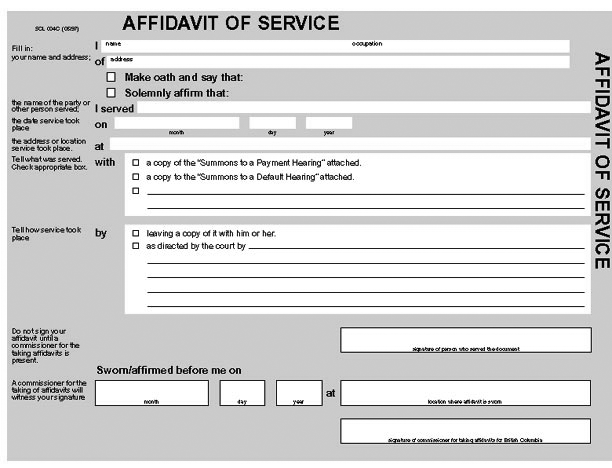 SCL 004C (09/97)
AFFIDAVIT OF SERVICE
Fill in:
your name and address;
I
name
occupation
of
address
Make oath and say that:
Solemnly affirm that:
the name of the party or
other person served;
I served
the date service took
place
on
month
day
year
the address or location
service took place.
at
Tell what was served.
Check appropriate box.
with
a copy of the "Summons to a Payment Hearing" attached.
a copy to the "Summons to a Default Hearing" attached.
Tell how service took
place
by
leaving a copy of it with him or her.
as directed by the court by
AFFIDAVIT OF SERVICE
Do not sign your
affidavit until a
commissioner for the
taking affidavits is
present.
signature of person who served the document
Sworn/affirmed before me on
A commissioner for the
taking of affidavits will
witness your signature
month
day
year
at
location where affidavit is sworn
signature of commissioner for taking affidavits for British Columbia